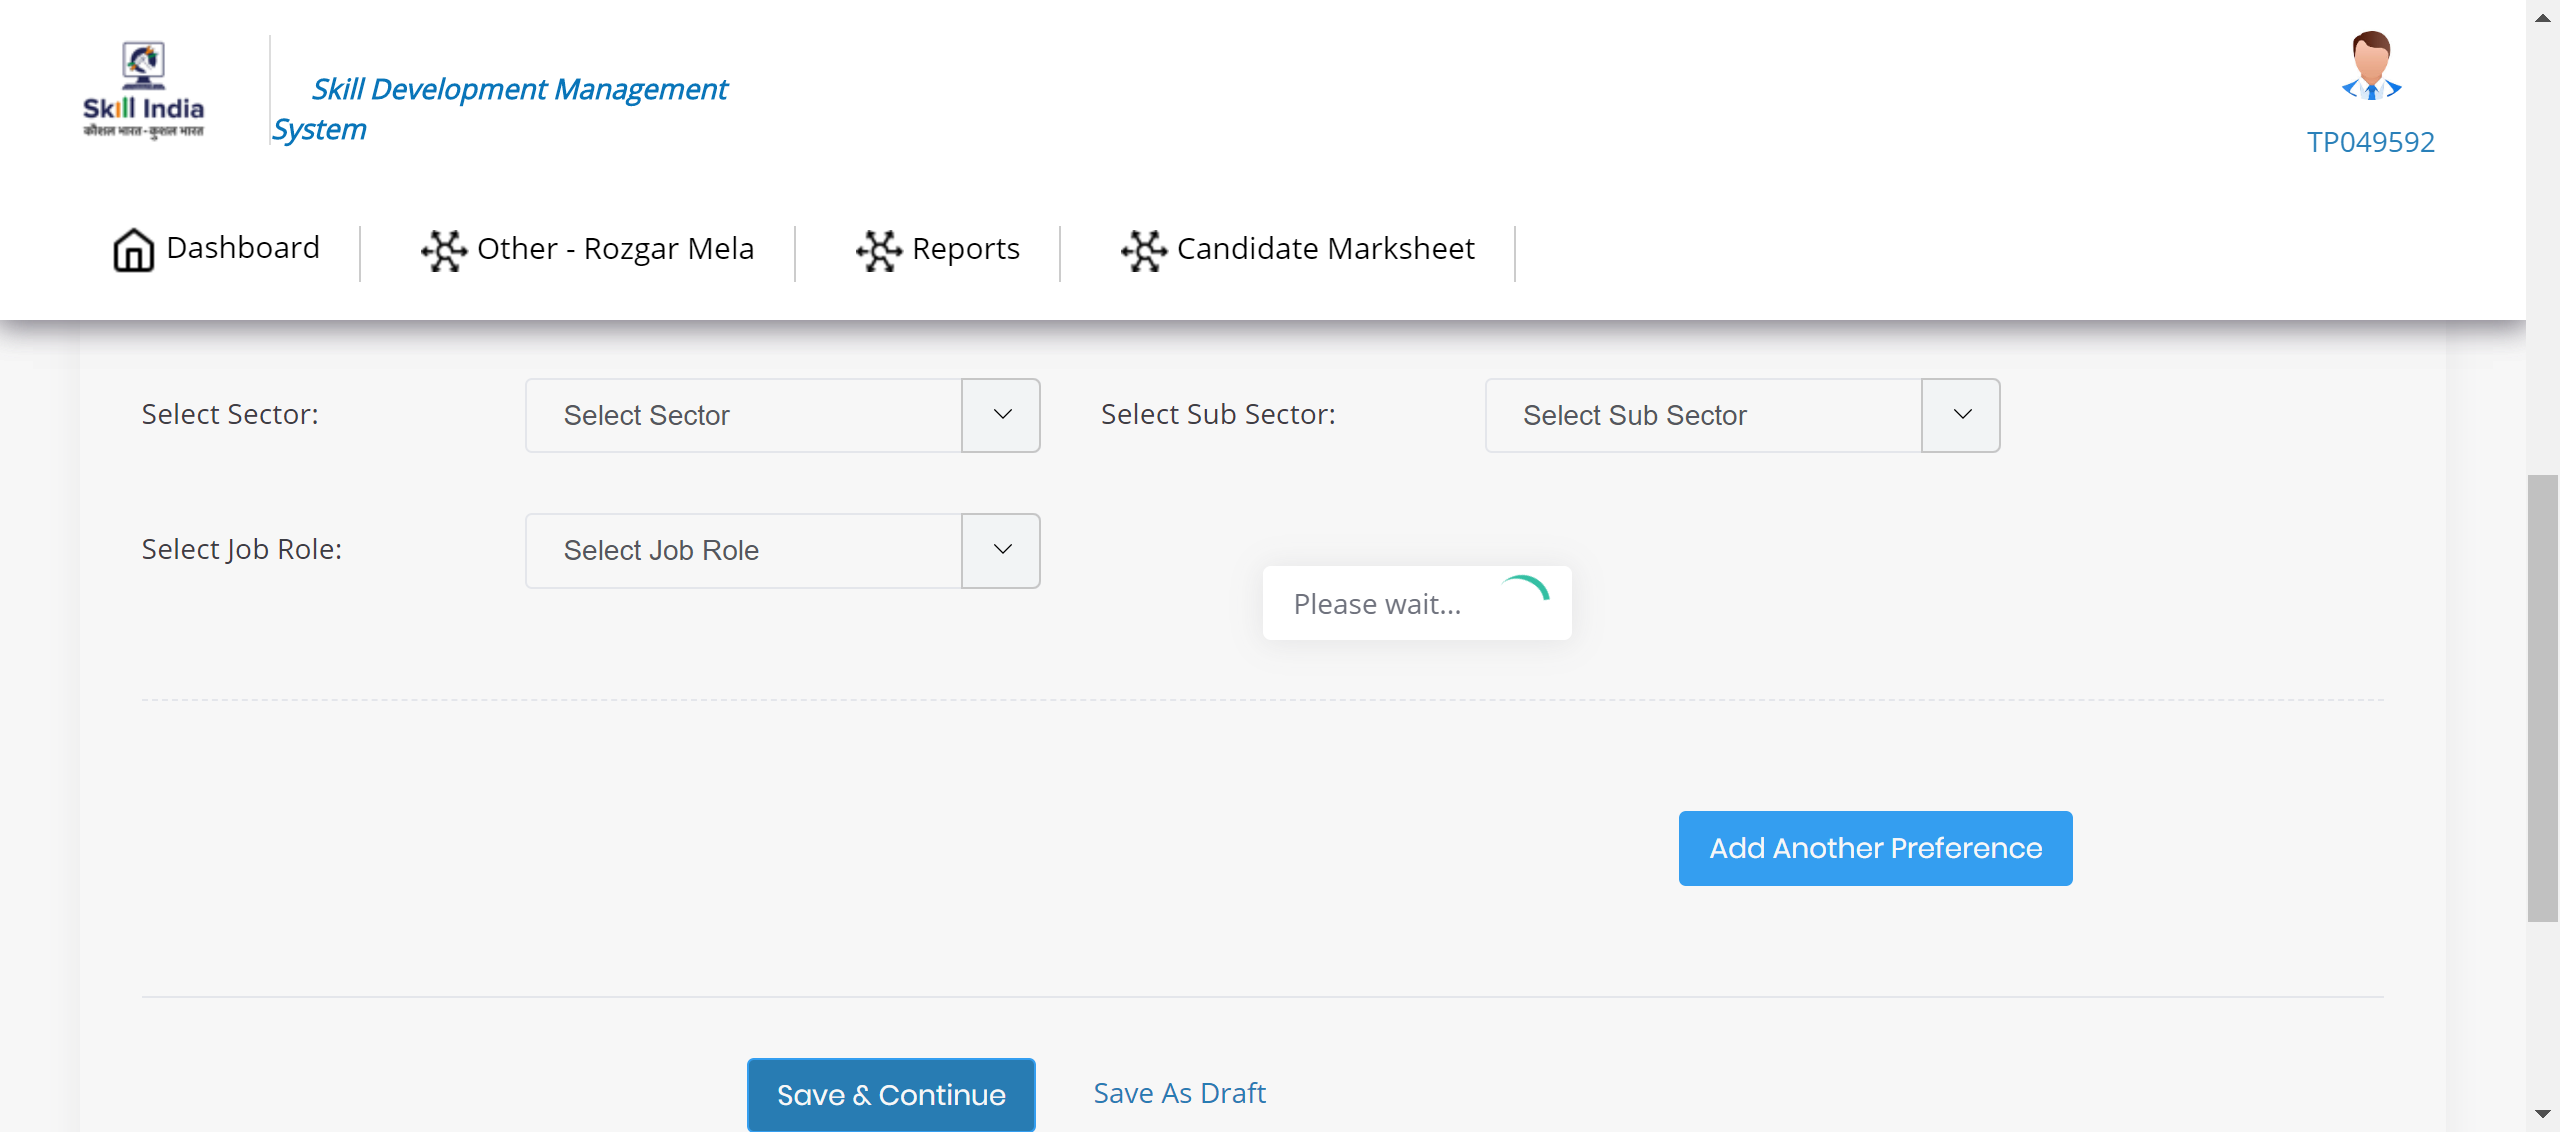 Skill India
कौशल भारत-कुशल भारत
Skill Development Management
System
TP049592
Dashboard
Other - Rozgar Mela
Reports
Candidate Marksheet
Select Sector:
Select Sector
Select Sub Sector:
Select Sub Sector
Select Job Role:
Select Job Role
Please wait...
Add Another Preference
Save & Continue
Save As Draft